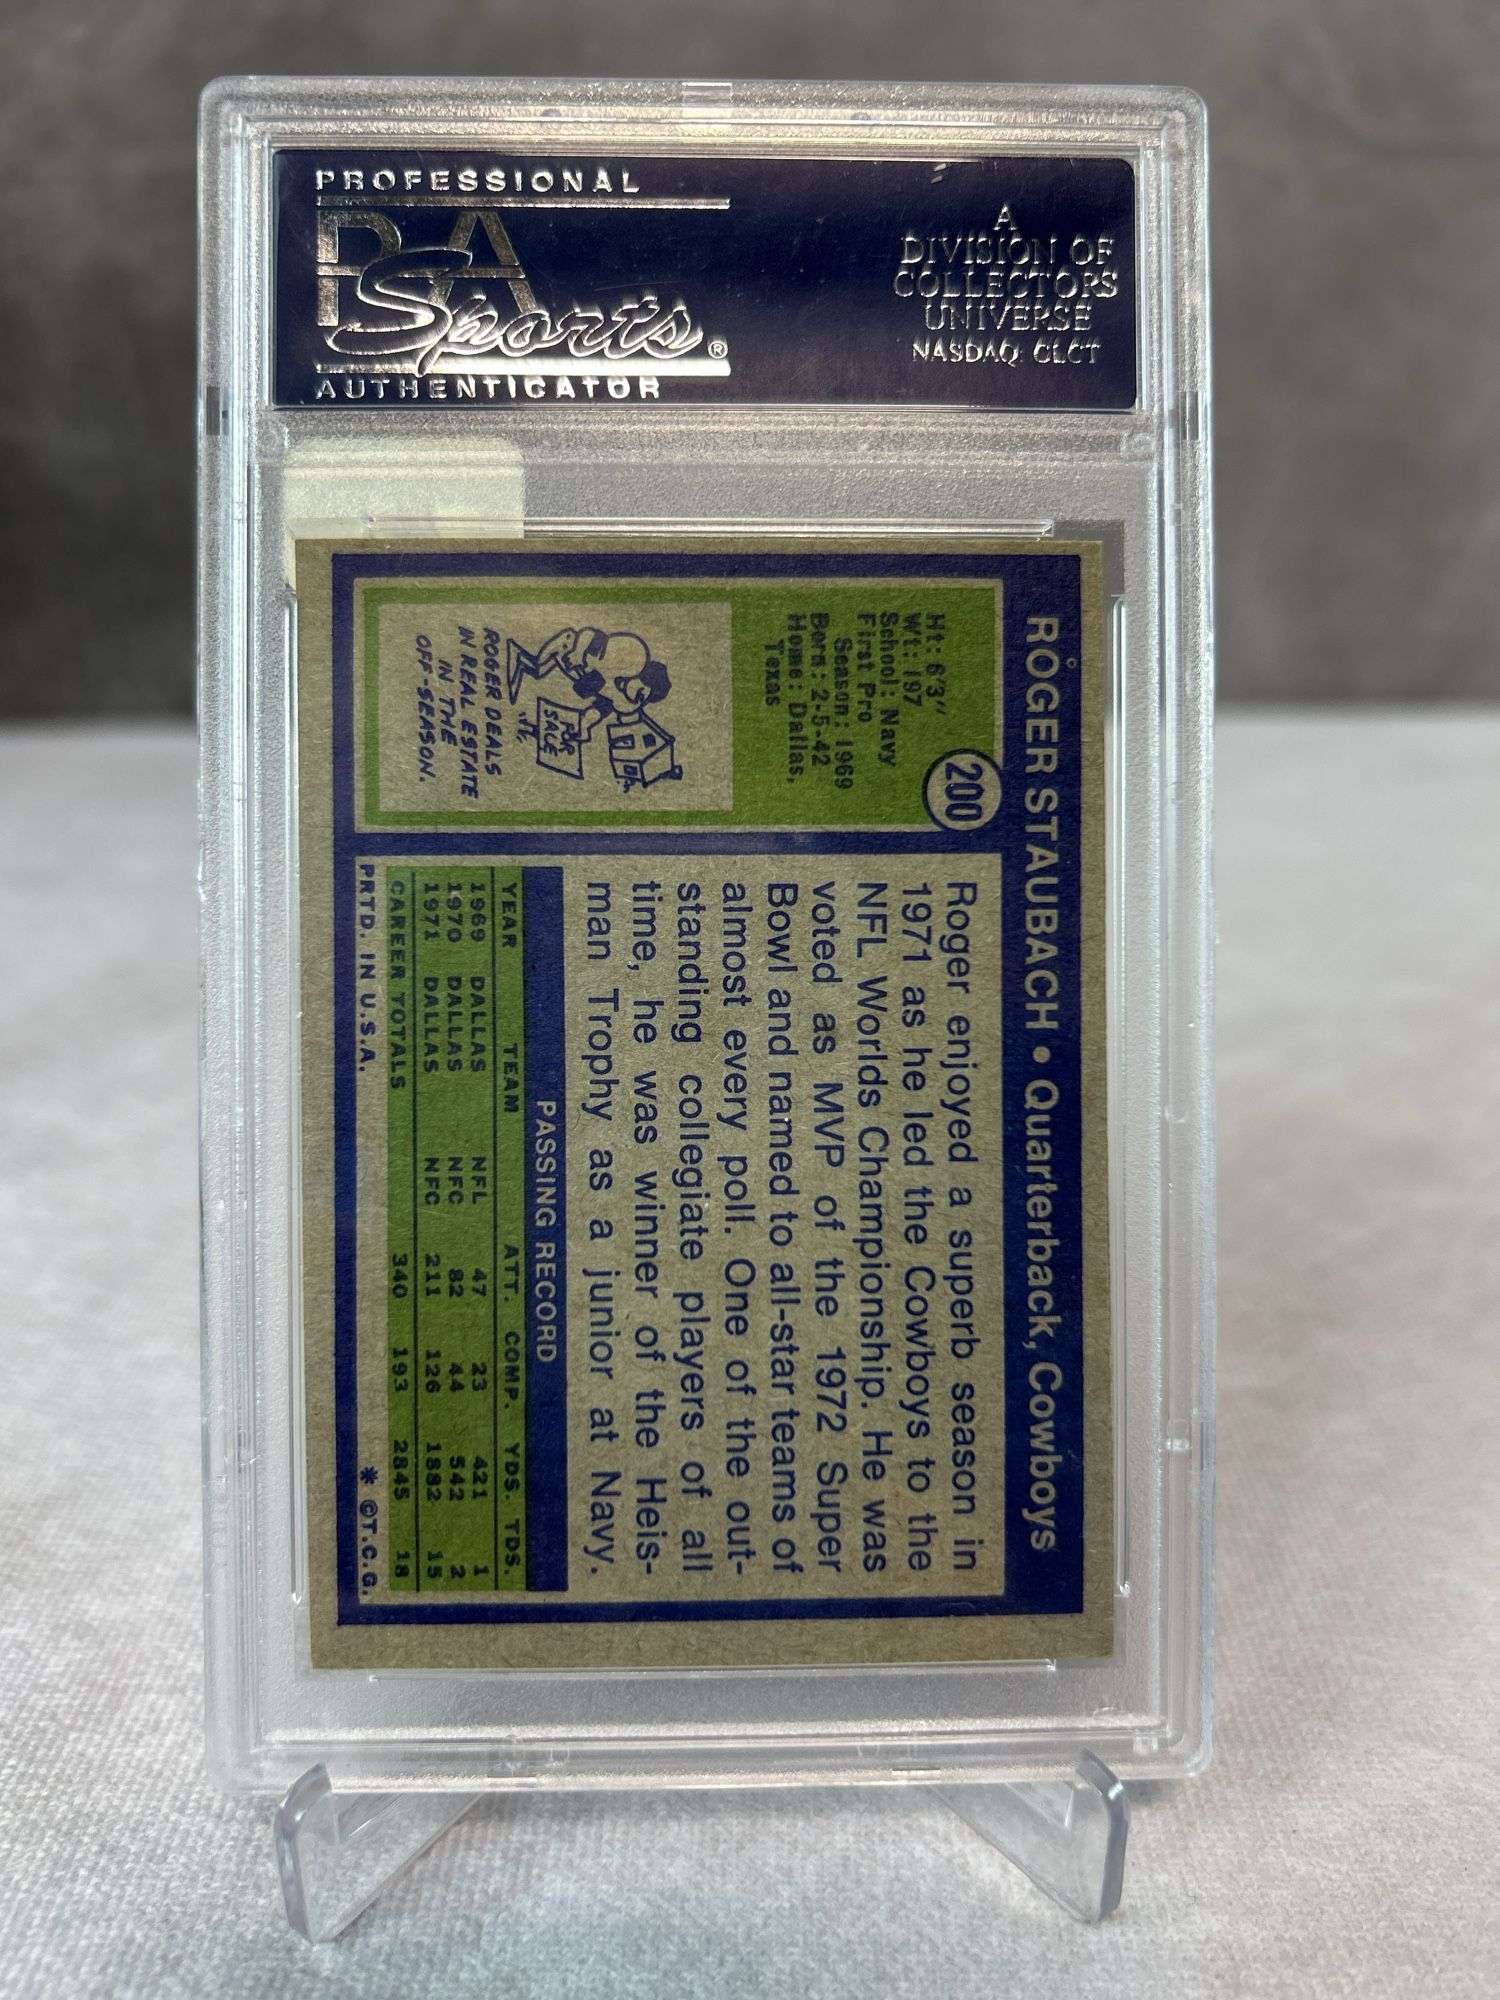 PROFESSIONAL
PSA
Sports®
AUTHENTICATOR
A
DIVISION OF
COLLECTORS
UNIVERSE
NASDAQ: CLCT
ROGER STAUBACH • Quarterback, Cowboys
200
Ht: 6'3"
Wt: 197
School: Navy
First Pro
Season: 1969
Born: 2-5-42
Home: Dallas,
Texas
FOR
SALE
ROGER DEALS
IN REAL ESTATE
IN THE
OFF-SEASON.
Roger enjoyed a superb season in
1971 as he led the Cowboys to the
NFL Worlds Championship. He was
voted as MVP of the 1972 Super
Bowl and named to all-star teams of
almost every poll. One of the out-
standing collegiate players of all
time, he was winner of the Heis-
man Trophy as a junior at Navy.
PASSING RECORD
YEAR TEAM ATT. COMP. YDS. TDS.
1969 DALLAS NFL 47 23 421 1
1970 DALLAS NFC 82 44 542 2
1971 DALLAS NFC 211 126 1882 15
CAREER TOTALS 340 193 2845 18
PRTD. IN U.S.A. * ©T.C.G.